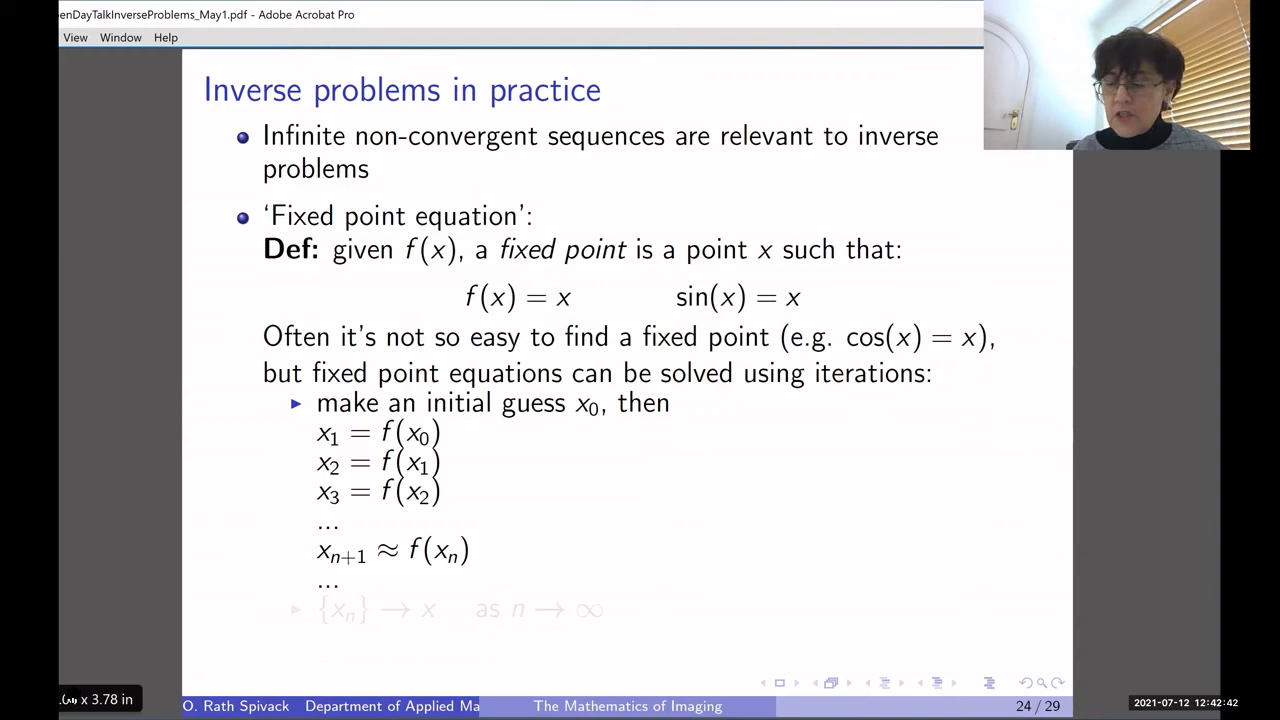 enDayTalkInverseProblems_May1.pdf - Adobe Acrobat Pro
View Window Help
Inverse problems in practice
Infinite non-convergent sequences are relevant to inverse
problems
‘Fixed point equation’:
Def: given f(x), a fixed point is a point x such that:
f(x) = x sin(x) = x
Often it's not so easy to find a fixed point (e.g. cos(x) = x),
but fixed point equations can be solved using iterations:
make an initial guess x₀, then
x₁ = f(x₀)
x₂ = f(x₁)
x₃ = f(x₂)
...
xₙ₊₁ ≈ f(xₙ)
...
{xₙ} → x as n → ∞
x 3.78 in
O. Rath Spivack Department of Applied Ma The Mathematics of Imaging 24 / 29
2021-07-12 12:42:42